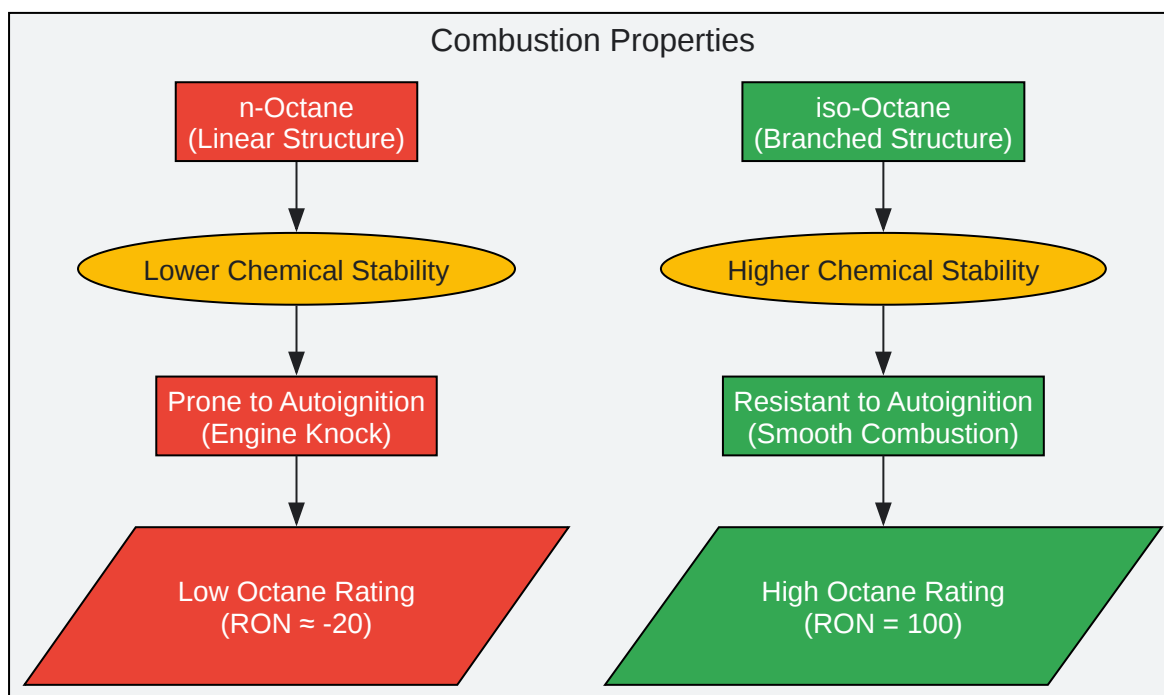 Combustion Properties
n-Octane
(Linear Structure)
iso-Octane
(Branched Structure)
Lower Chemical Stability
Higher Chemical Stability
Prone to Autoignition
(Engine Knock)
Resistant to Autoignition
(Smooth Combustion)
Low Octane Rating
(RON ≈ -20)
High Octane Rating
(RON = 100)